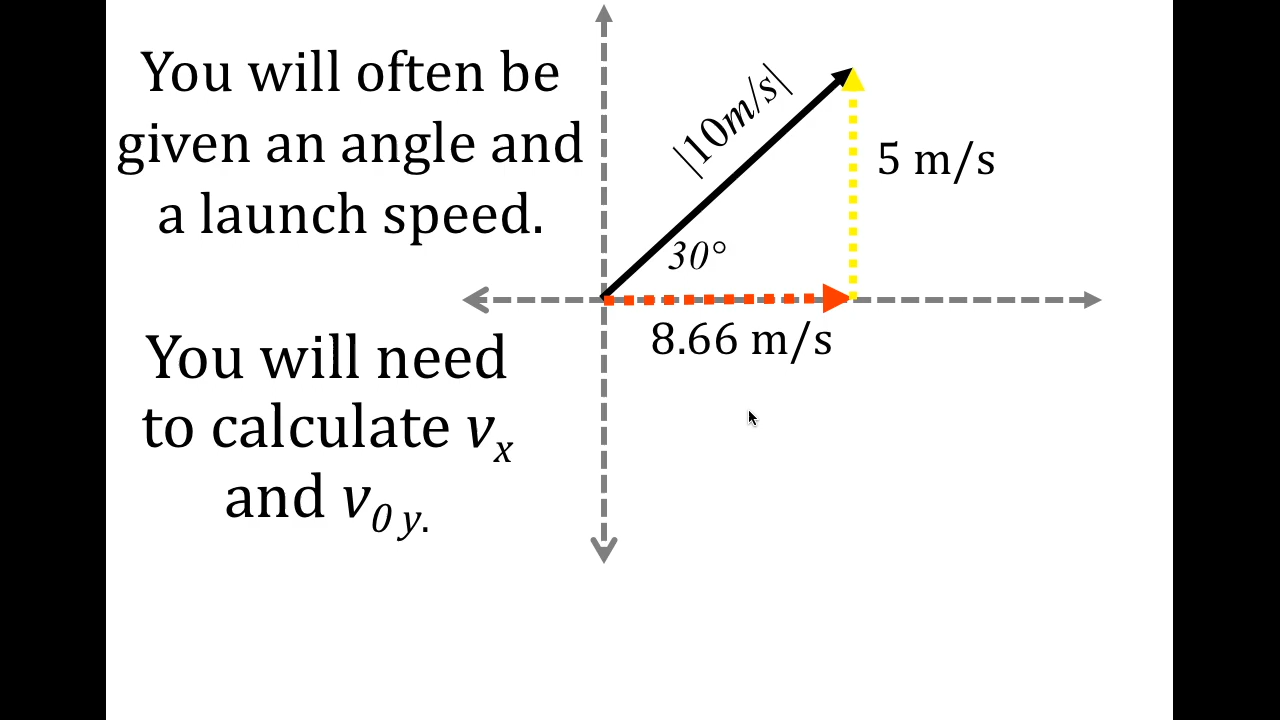 You will often be
given an angle and
a launch speed.
|10m/s|
5 m/s
30°
8.66 m/s
You will need
to calculate vₓ
and v₀ y.